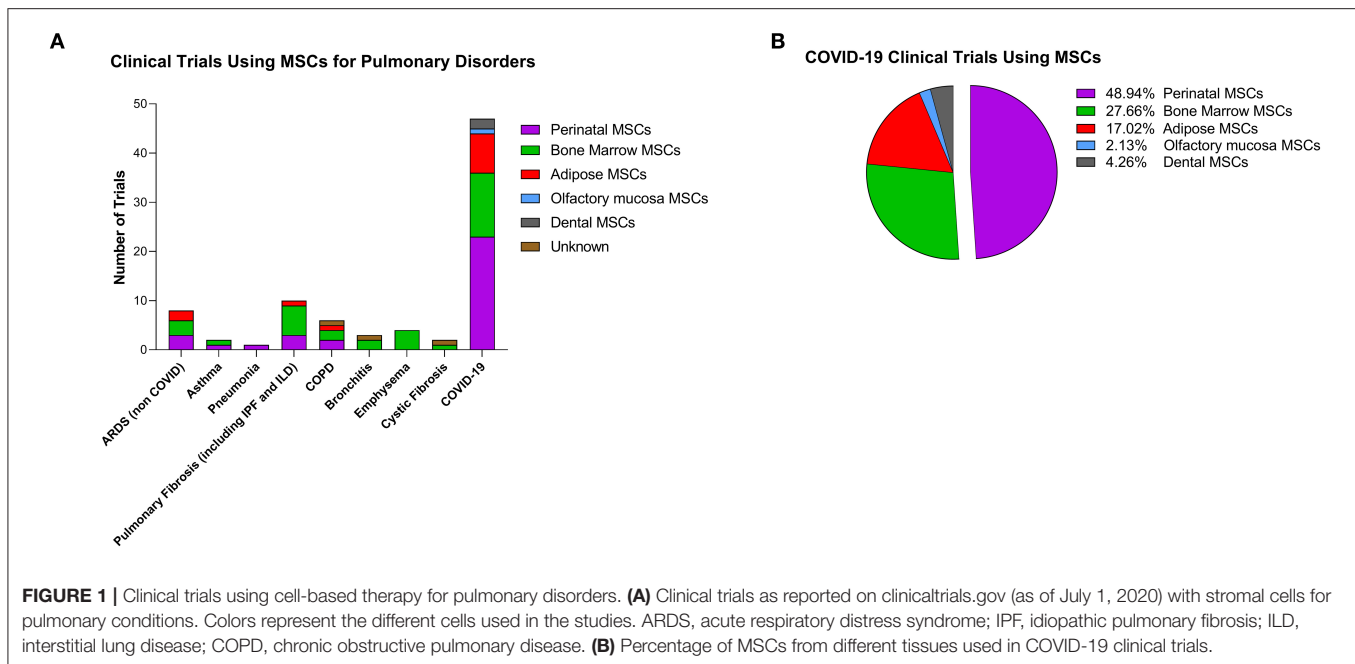 A
Clinical Trials Using MSCs for Pulmonary Disorders
Number of Trials
50
40
30
20
10
0
ARDS (non COVID)
Asthma
Pneumonia
Pulmonary Fibrosis (including IPF and ILD)
COPD
Bronchitis
Emphysema
Cystic Fibrosis
COVID-19
Perinatal MSCs
Bone Marrow MSCs
Adipose MSCs
Olfactory mucosa MSCs
Dental MSCs
Unknown
B
COVID-19 Clinical Trials Using MSCs
48.94% Perinatal MSCs
27.66% Bone Marrow MSCs
17.02% Adipose MSCs
2.13% Olfactory mucosa MSCs
4.26% Dental MSCs
FIGURE 1 | Clinical trials using cell-based therapy for pulmonary disorders. (A) Clinical trials as reported on clinicaltrials.gov (as of July 1, 2020) with stromal cells for
pulmonary conditions. Colors represent the different cells used in the studies. ARDS, acute respiratory distress syndrome; IPF, idiopathic pulmonary fibrosis; ILD,
interstitial lung disease; COPD, chronic obstructive pulmonary disease. (B) Percentage of MSCs from different tissues used in COVID-19 clinical trials.